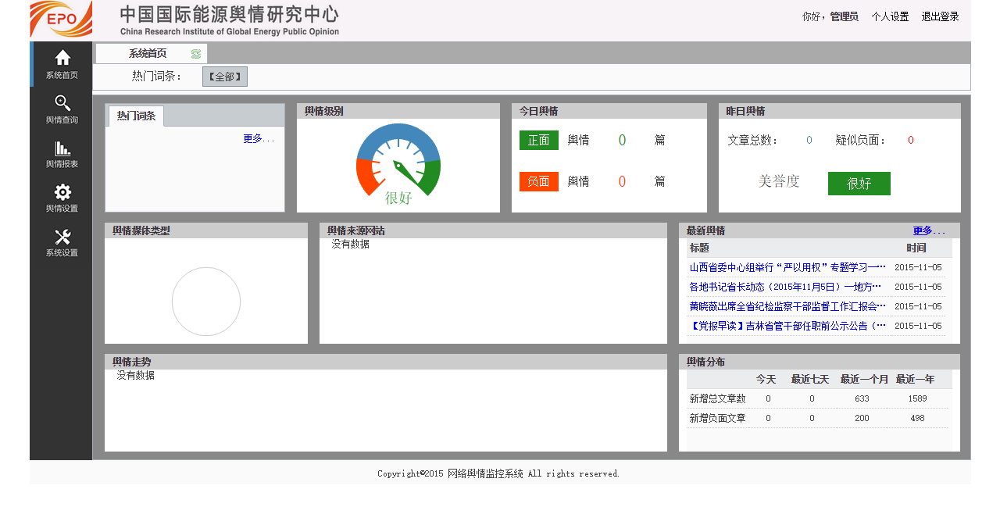 EPO
中国国际能源舆情研究中心
China Research Institute of Global Energy Public Opinion
你好，管理员 个人设置 退出登录
系统首页
舆情查询
舆情报表
舆情设置
系统设置
系统首页
热门词条： 【全部】
热门词条
更多...
舆情级别
很好
今日舆情
正面 舆情 0 篇
负面 舆情 0 篇
昨日舆情
文章总数： 0 疑似负面： 0
美誉度 很好
舆情媒体类型
舆情来源网站
没有数据
最新舆情 更多...
标题 时间
山西省委中心组举行“严以用权”专题学习一… 2015-11-05
各地书记省长动态（2015年11月5日）—地方… 2015-11-05
黄晓薇出席全省纪检监察干部监督工作汇报会… 2015-11-05
【党报早读】吉林省管干部任职前公示公告（… 2015-11-05
舆情走势
没有数据
舆情分布
今天 最近七天 最近一个月 最近一年
新增总文章数 0 0 633 1589
新增负面文章 0 0 200 498
Copyright©2015 网络舆情监控系统 All rights reserved.